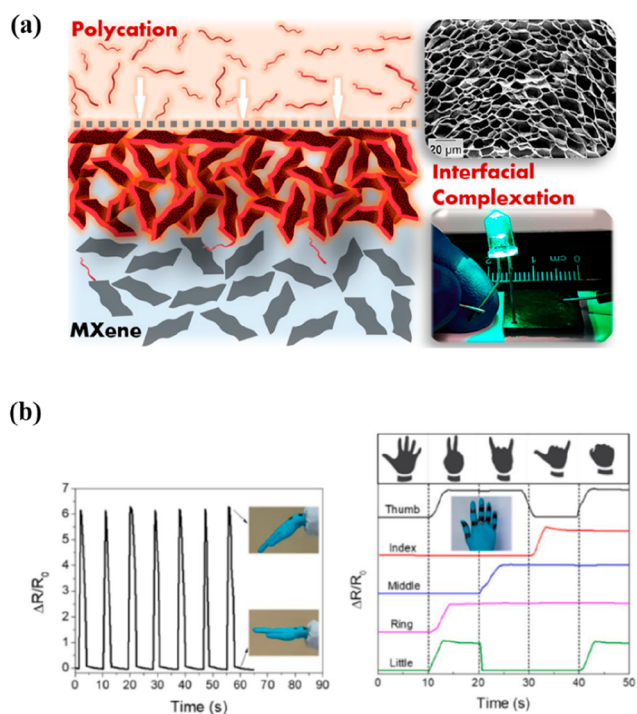 (a)
Polycation
20 μm
Interfacial
Complexation
0
1 cm
MXene
(b)
7
6
5
4
3
2
1
0
ΔR/R0
0 10 20 30 40 50 60 70 80 90
Time (s)
Thumb
Index
Middle
Ring
Little
ΔR/R0
0 10 20 30 40 50
Time (s)